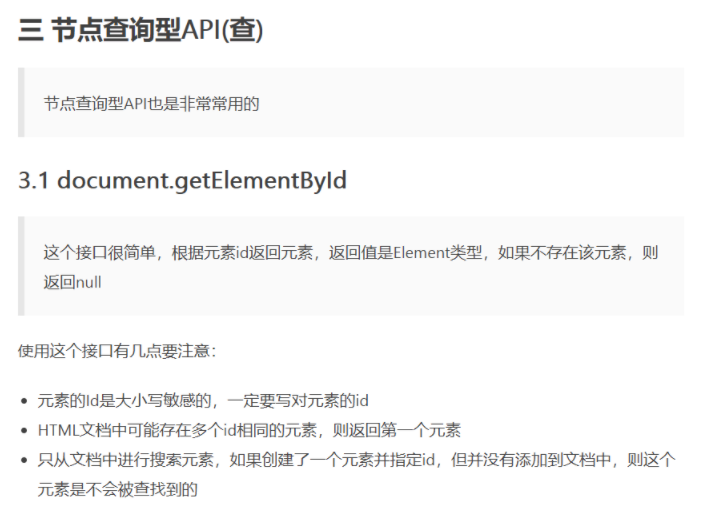 三 节点查询型API(查)
节点查询型API也是非常常用的
3.1 document.getElementById
这个接口很简单，根据元素id返回元素，返回值是Element类型，如果不存在该元素，则
返回null
使用这个接口有几点要注意：
元素的Id是大小写敏感的，一定要写对元素的id
HTML文档中可能存在多个id相同的元素，则返回第一个元素
只从文档中进行搜索元素，如果创建了一个元素并指定id，但并没有添加到文档中，则这个
元素是不会被查找到的